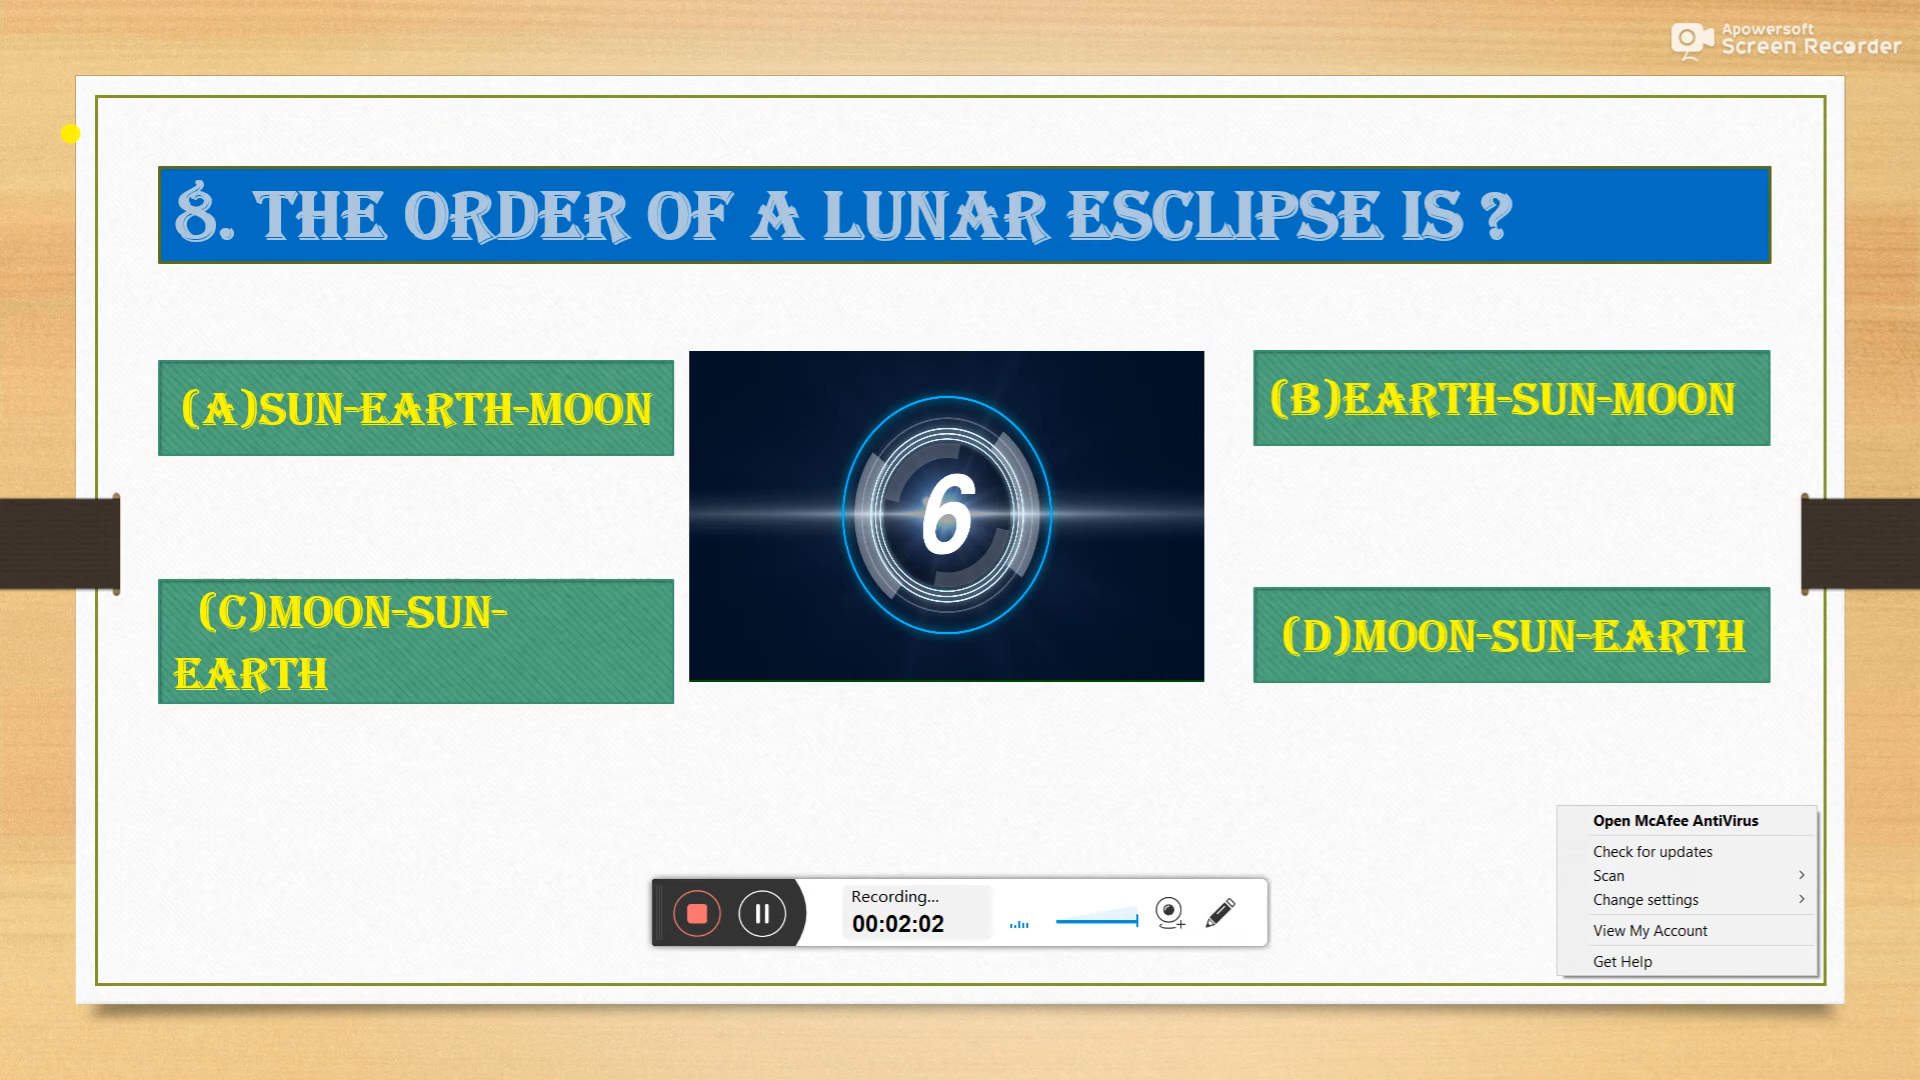 Apowersoft
Screen Recorder
8. THE ORDER OF A LUNAR ESCLIPSE IS ?
(A)SUN-EARTH-MOON
(B)EARTH-SUN-MOON
6
(C)MOON-SUN-
EARTH
(D)MOON-SUN-EARTH
Open McAfee AntiVirus
Check for updates
Scan
Change settings
View My Account
Get Help
Recording...
00:02:02